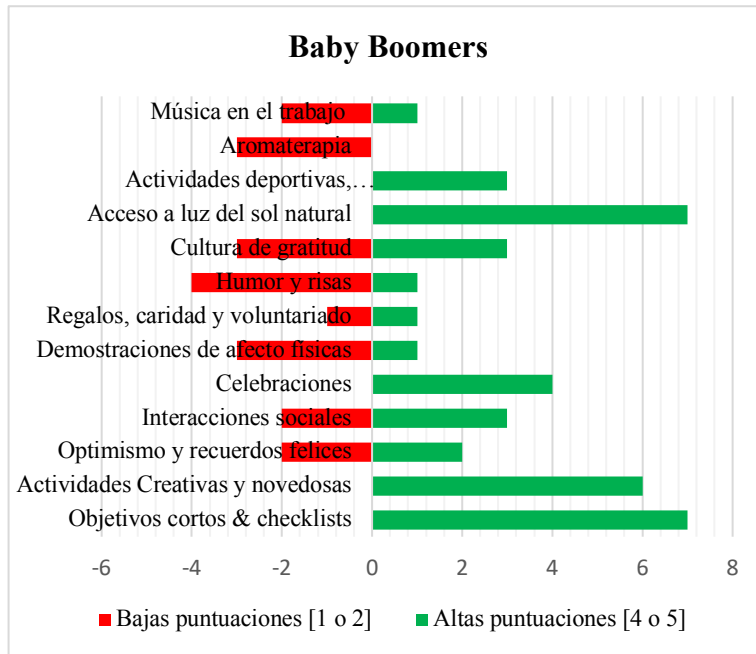 Baby Boomers
Música en el trabajo
Aromaterapia
Actividades deportivas,…
Acceso a luz del sol natural
Cultura de gratitud
Humor y risas
Regalos, caridad y voluntariado
Demostraciones de afecto físicas
Celebraciones
Interacciones sociales
Optimismo y recuerdos felices
Actividades Creativas y novedosas
Objetivos cortos & checklists
-6 -4 -2 0 2 4 6 8
Bajas puntuaciones [1 o 2] Altas puntuaciones [4 o 5]